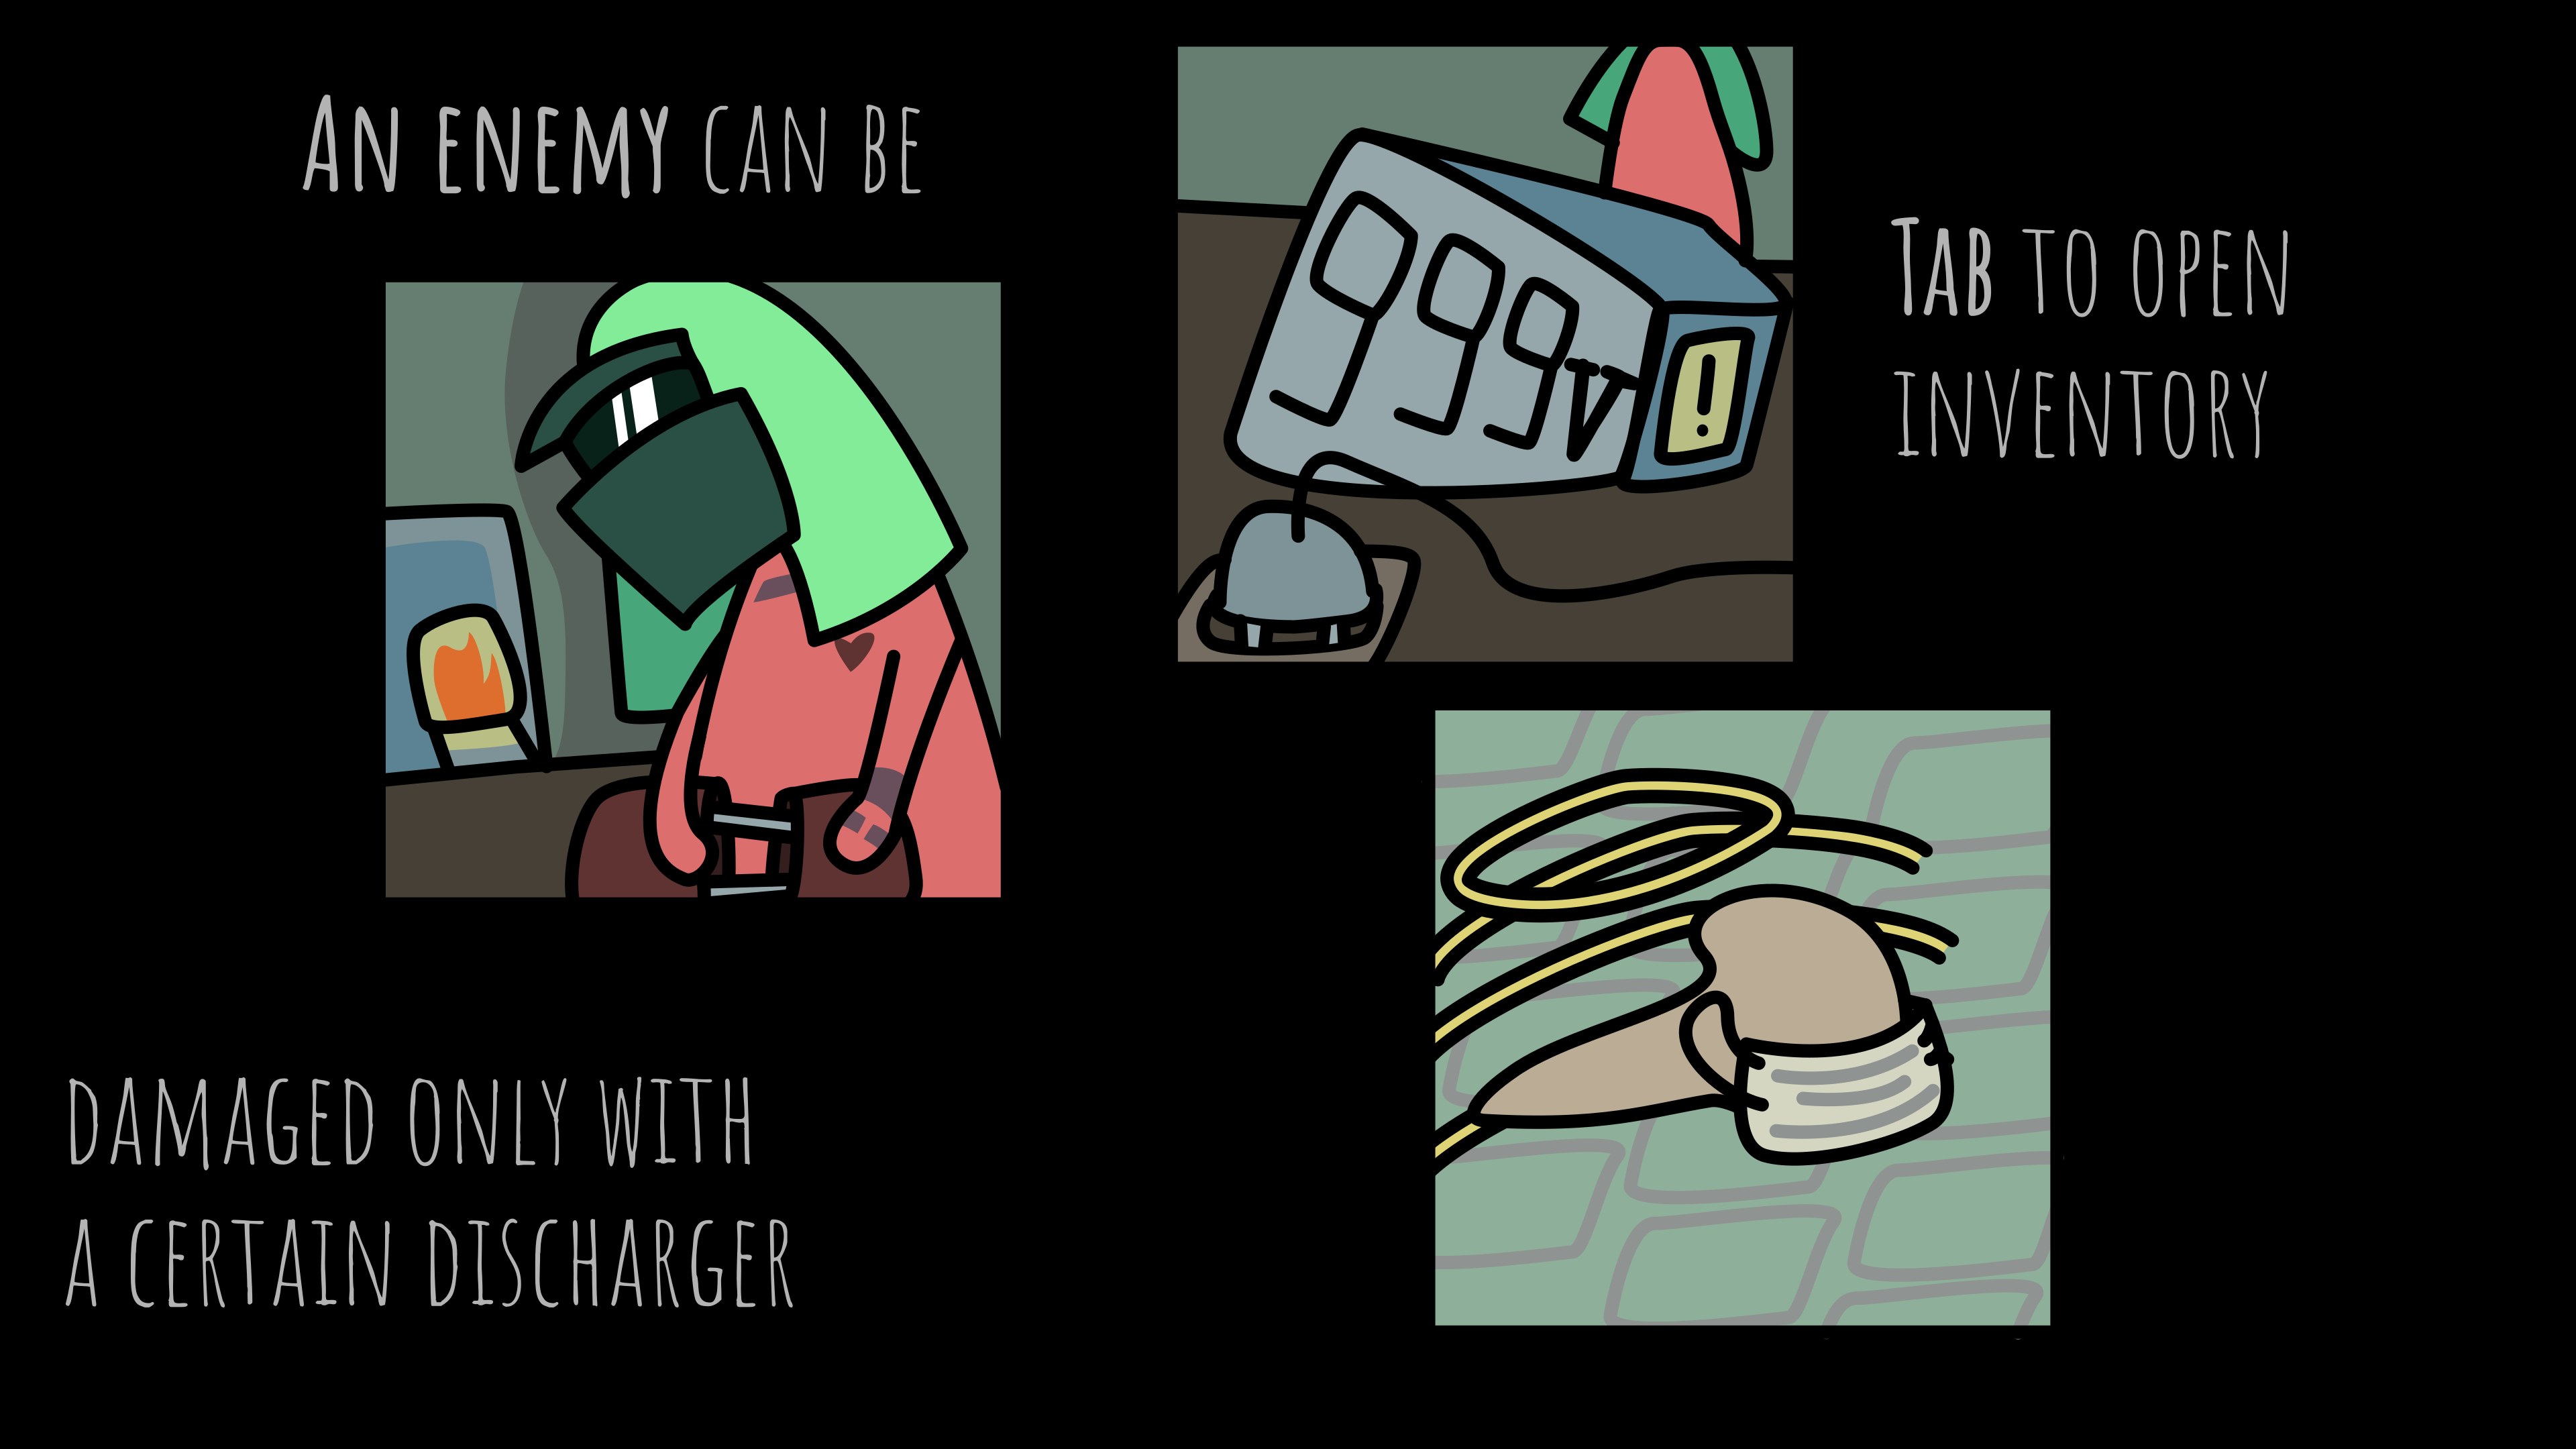 An enemy can be
damaged only with
a certain discharger
999V
!
Tab to open
inventory